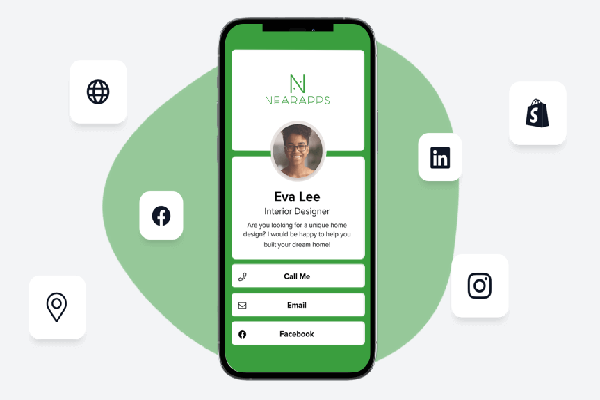 NEARAPPS
Eva Lee
Interior Designer
Are you looking for a unique home
design? I would be happy to help you
built your dream home!
Call Me
Email
Facebook